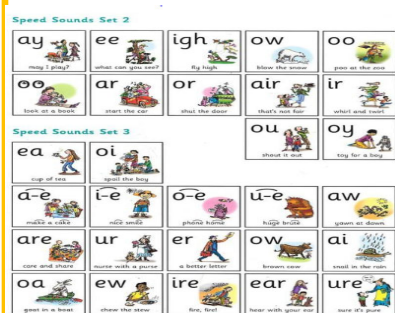 Speed Sounds Set 2
ay ee igh ow oo
may I play? what can you see? fly high blow the snow poo at the zoo
oo ar or air ir
look at a book start the car shut the door that's not fair whirl and twirl
ou oy
shout it out toy for a boy
Speed Sounds Set 3
ea oi
cup of tea spoil the boy
a-e i-e o-e u-e aw
make a cake nice smile phone home huge brute yawn at dawn
are ur er ow ai
care and share nurse with a purse a better letter brown cow snail in the rain
oa ew ire ear ure
goat in a boat chew the stew fire, fire! hear with your ear sure it's pure